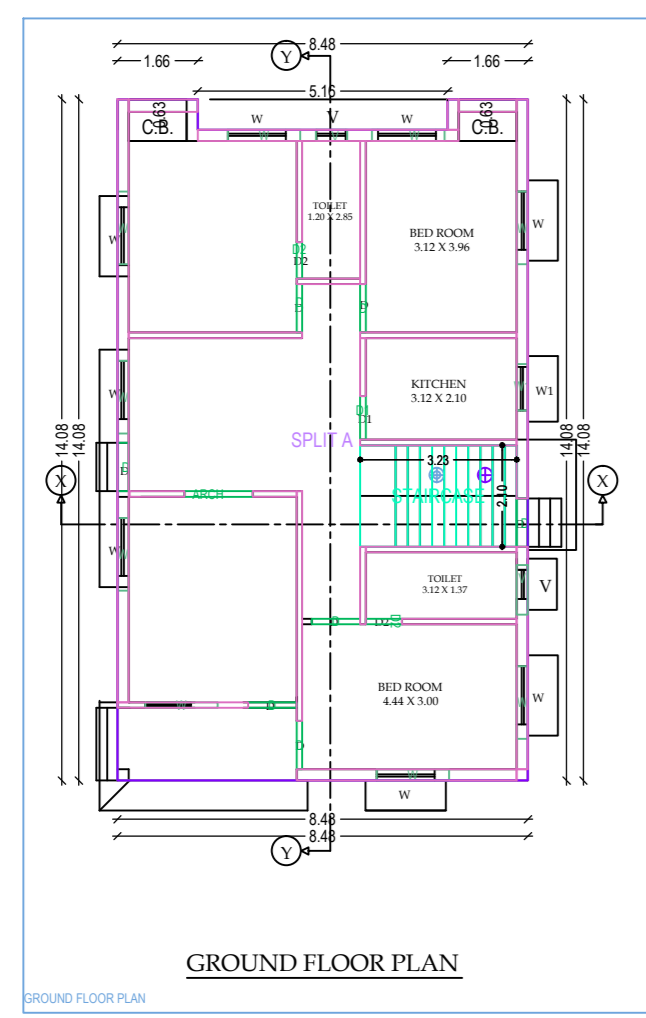 8.48
Y
1.66
1.66
5.16
0.63
0.63
C.B.
C.B.
W
V
W
W
V
W
TOILET
1.20 X 2.85
BED ROOM
3.12 X 3.96
W
W
W
W
D2
D2
D
D
W
W
KITCHEN
3.12 X 2.10
W
W1
D1
D1
14.08
14.08
SPLIT A
14.08
14.08
3.23
D
D
X
ARCH
STAIRCASE
2.10
X
D
W
W
TOILET
3.12 X 1.37
V
V
D
D2
D2
BED ROOM
4.44 X 3.00
W
W
W
D
D
W
W
8.48
8.48
Y
GROUND FLOOR PLAN
GROUND FLOOR PLAN